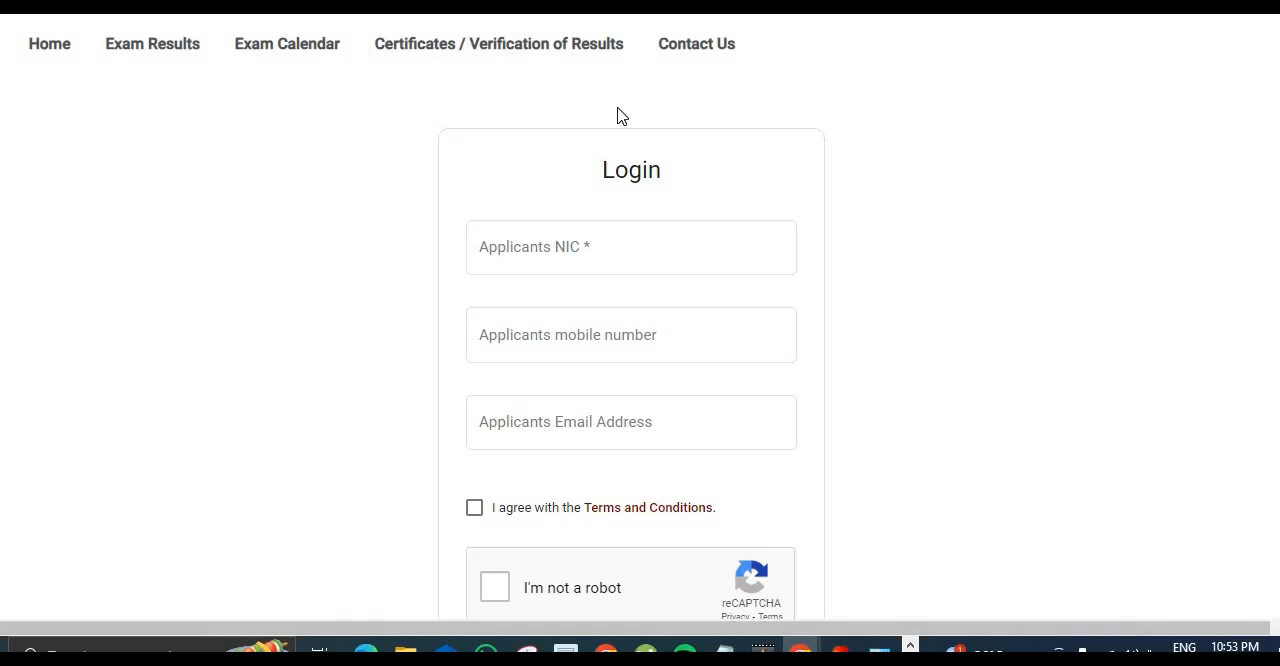 Home Exam Results Exam Calendar Certificates / Verification of Results Contact Us
Login
Applicants NIC *
Applicants mobile number
Applicants Email Address
I agree with the Terms and Conditions.
I'm not a robot
reCAPTCHA
Privacy - Terms
ENG 10:53 PM